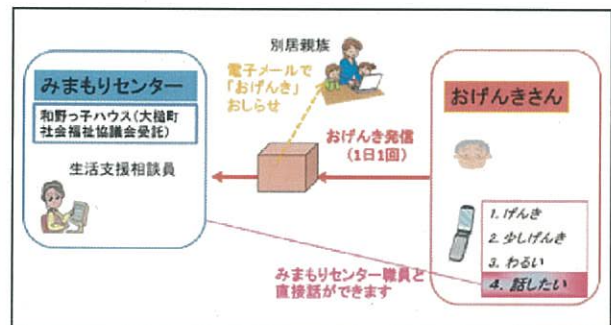 別居親族
電子メールで
「おげんき」
おしらせ
みまもりセンター
和野っ子ハウス(大槌町
社会福祉協議会受託)
生活支援相談員
おげんき発信
(1日1回)
おげんきさん
1. げんき
2. 少しげんき
3. わるい
4. 話したい
みまもりセンター職員と
直接話ができます